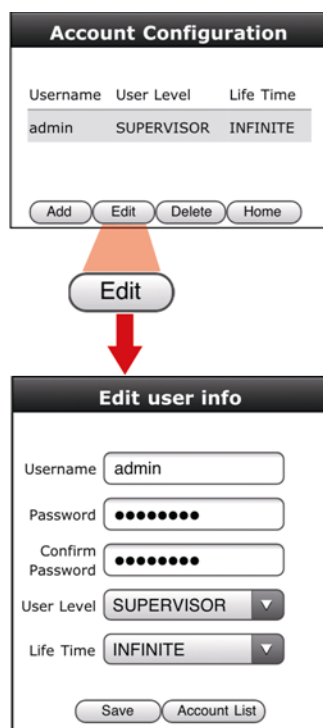 Account Configuration
Username User Level Life Time
admin SUPERVISOR INFINITE
Add Edit Delete Home
Edit
Edit user info
Username admin
Password ●●●●●●●●
Confirm Password ●●●●●●●●
User Level SUPERVISOR
Life Time INFINITE
Save Account List